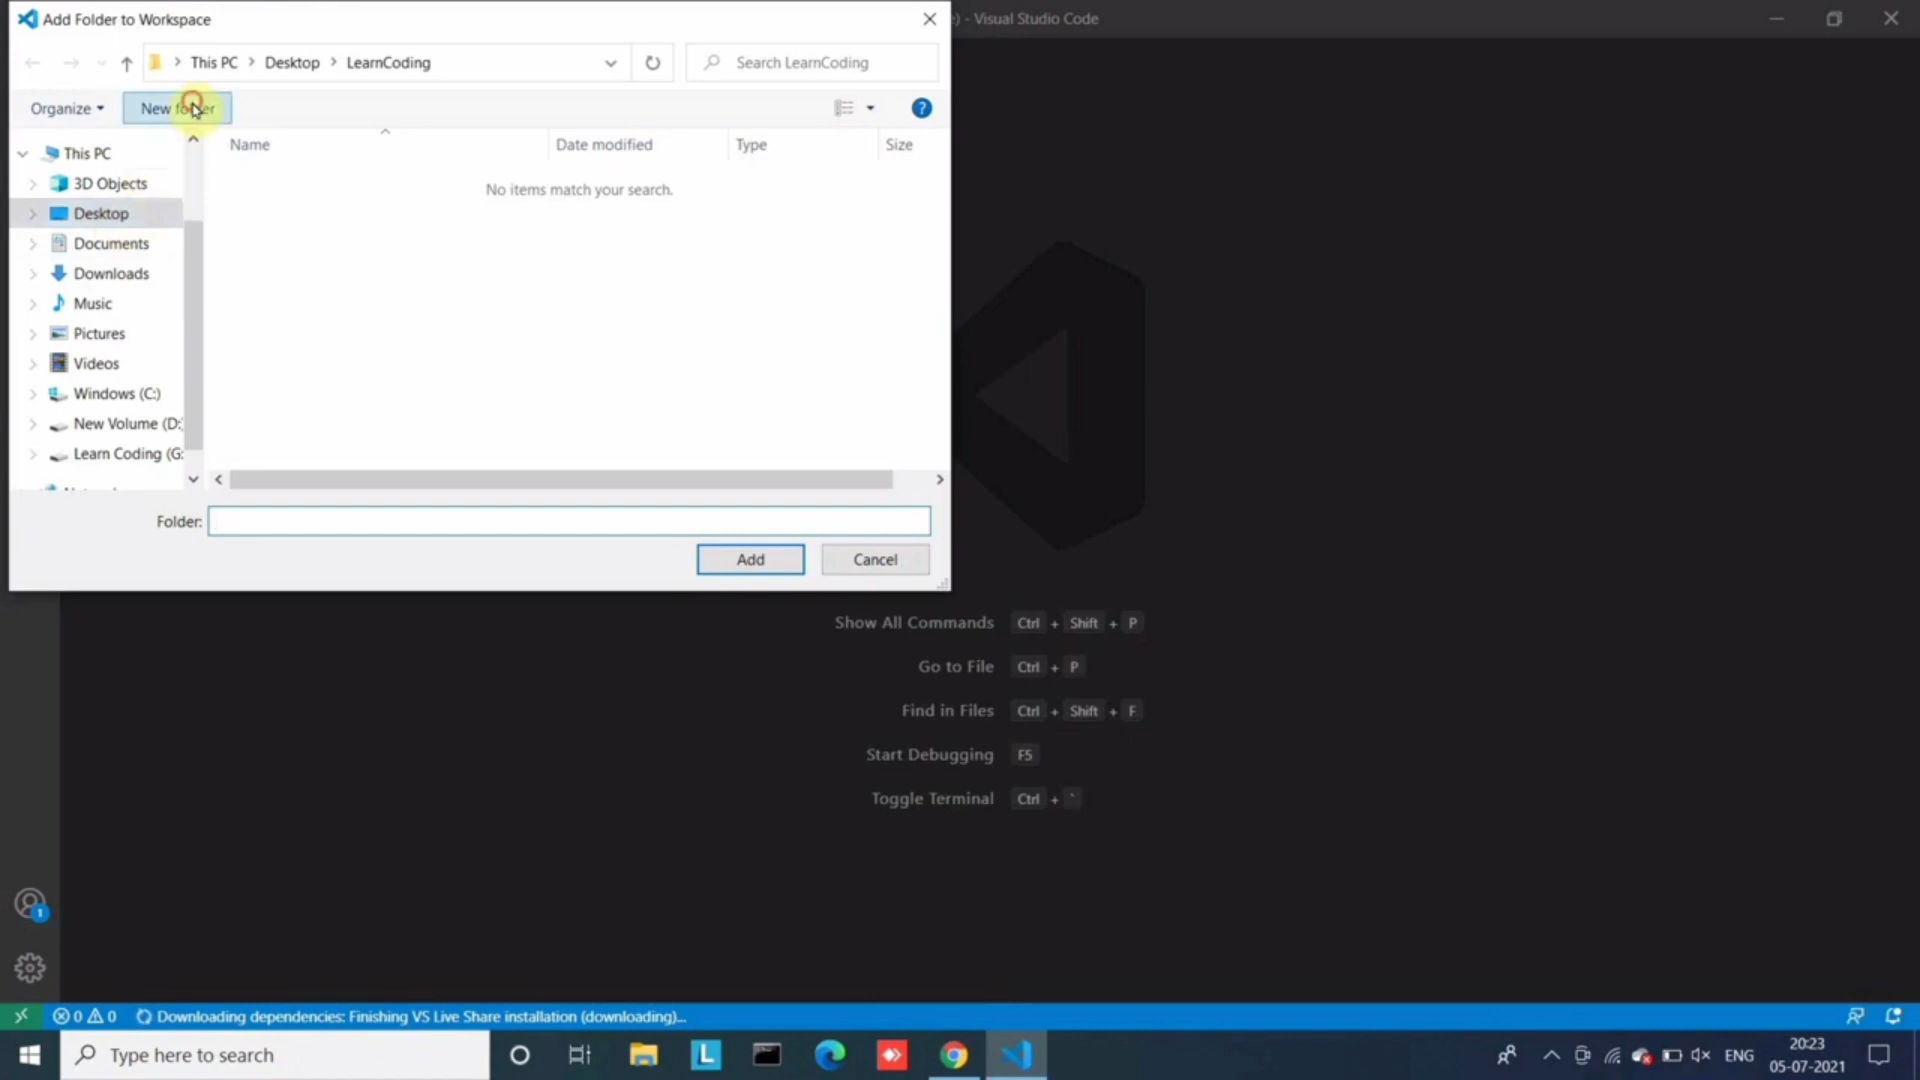 Add Folder to Workspace
e) - Visual Studio Code
This PC > Desktop > LearnCoding
Search LearnCoding
Organize
New folder
Name
Date modified
Type
Size
No items match your search.
This PC
3D Objects
Desktop
Documents
Downloads
Music
Pictures
Videos
Windows (C:)
New Volume (D:
Learn Coding (G:
Folder:
Add
Cancel
Show All Commands Ctrl + Shift + P
Go to File Ctrl + P
Find in Files Ctrl + Shift + F
Start Debugging F5
Toggle Terminal Ctrl + `
1
0 0 Downloading dependencies: Finishing VS Live Share installation (downloading)...
Type here to search
L
ENG
20:23
05-07-2021